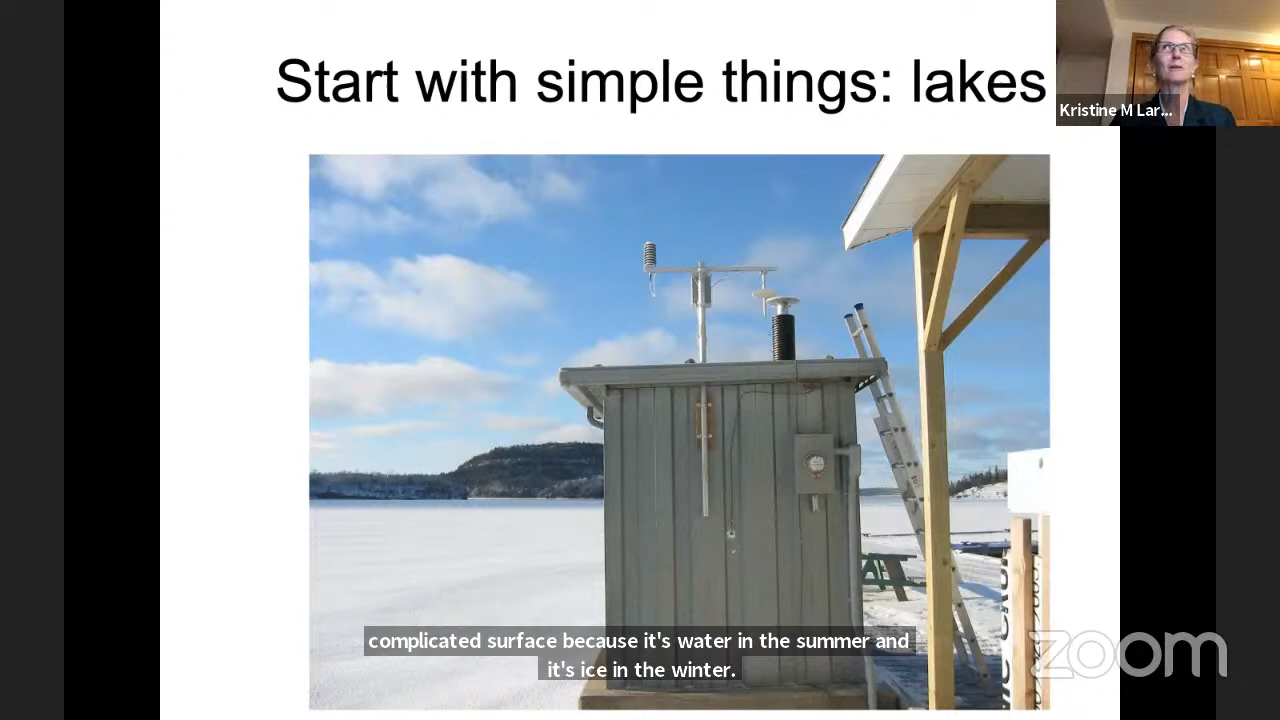 Start with simple things: lakes
Kristine M Lar...
complicated surface because it's water in the summer and
it's ice in the winter.
zoom